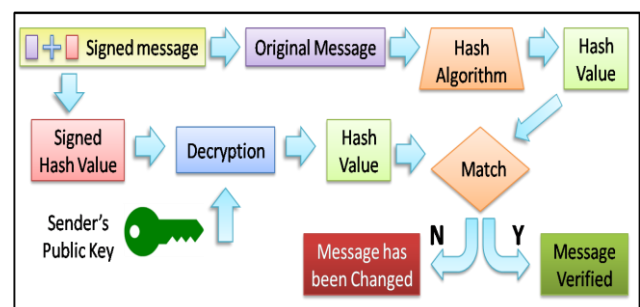 Signed message
Original Message
Hash
Algorithm
Hash
Value
Signed
Hash Value
Decryption
Hash
Value
Match
Sender's
Public Key
N
Y
Message has
been Changed
Message
Verified